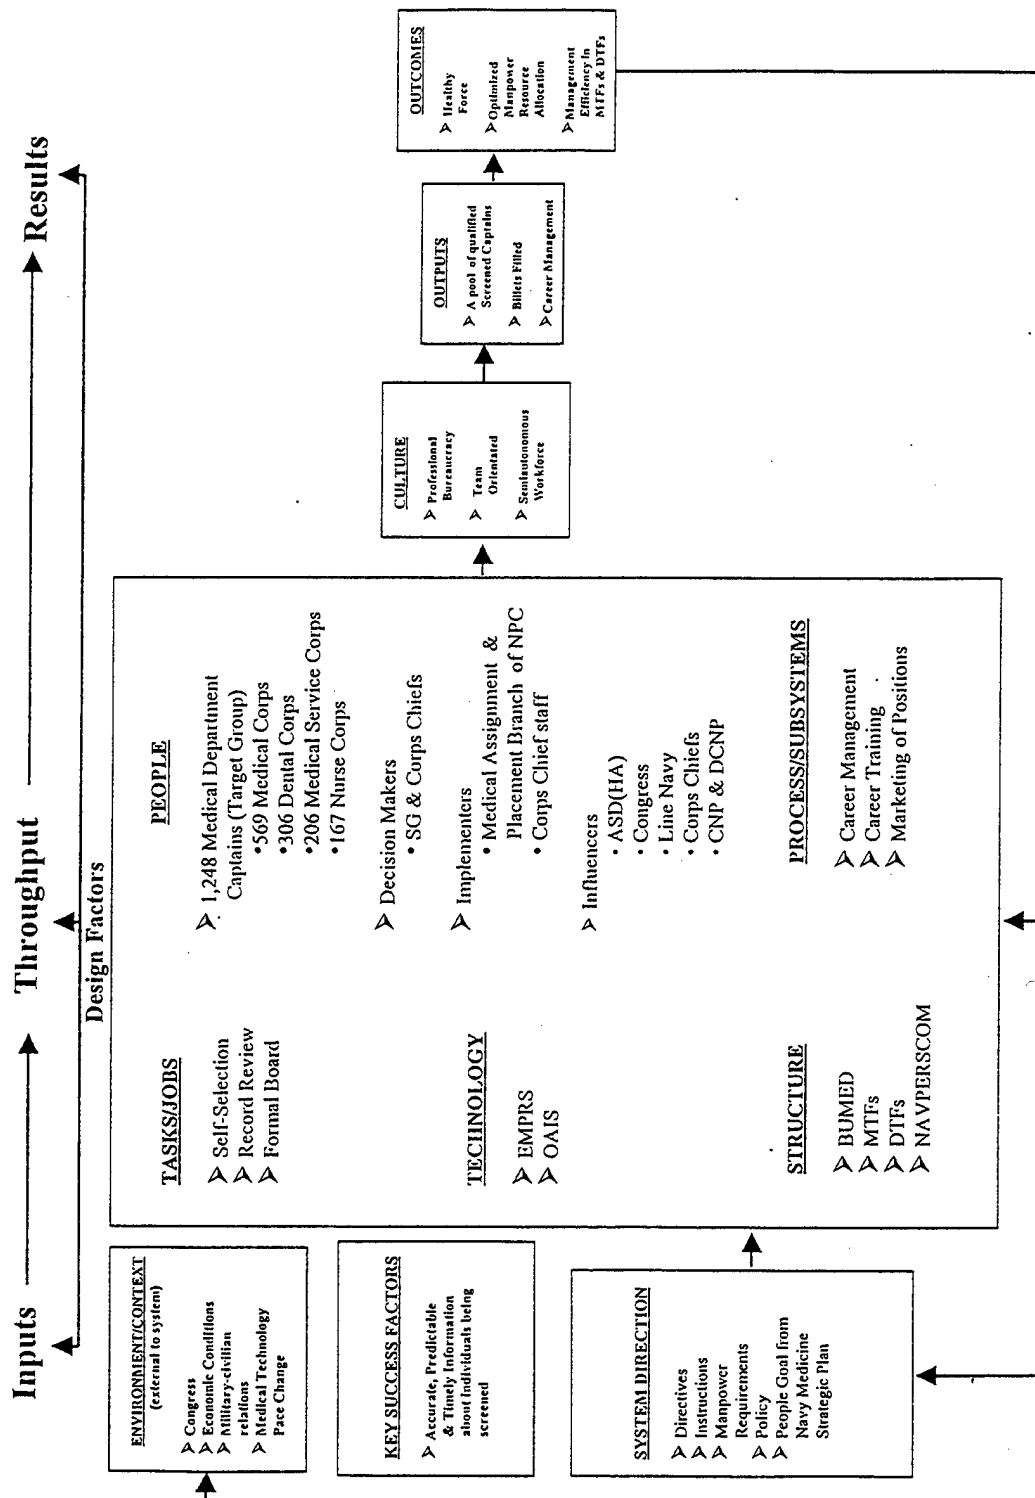 Inputs
Throughput
Results
Design Factors
ENVIRONMENT/CONTEXT
(external to system)
➢ Congress
➢ Economic Conditions
➢ Military-civilian
relations
➢ Medical Technology
Pace Change
KEY SUCCESS FACTORS
➢ Accurate, Predictable
& Timely Information
about Individuals being
screened
SYSTEM DIRECTION
➢ Directives
➢ Instructions
➢ Manpower
Requirements
➢ Policy
➢ People Goal from
Navy Medicine
Strategic Plan
TASKS/JOBS
➢ Self-Selection
➢ Record Review
➢ Formal Board
TECHNOLOGY
➢ EMPRS
➢ OAIS
STRUCTURE
➢ BUMED
➢ MTFs
➢ DTFs
➢ NAVPERSCOM
PEOPLE
➢ 1,248 Medical Department
Captains (Target Group)
•569 Medical Corps
•306 Dental Corps
•206 Medical Service Corps
•167 Nurse Corps
➢ Decision Makers
• SG & Corps Chiefs
➢ Implementers
• Medical Assignment &
Placement Branch of NPC
• Corps Chief staff
➢ Influencers
• ASD(HA)
• Congress
• Line Navy
• Corps Chiefs
• CNP & DCNP
PROCESS/SUBSYSTEMS
➢ Career Management
➢ Career Training
➢ Marketing of Positions
CULTURE
➢ Professional
Bureaucracy
➢ Team
Orientated
➢ Semiautonomous
Workforce
OUTPUTS
➢ A pool of qualified
Screened Captains
➢ Billets Filled
➢ Career Management
OUTCOMES
➢ Healthy
Force
➢ Optimized
Manpower
Resource
Allocation
➢ Management
Efficiency In
MTFs & DTFs